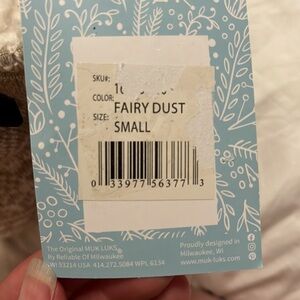 SKU#:
COLOR: FAIRY DUST
SIZE: SMALL
0 33977 56377 3
The Original MUK LUKS®
By Reliable Of Milwaukee
WI 53214 USA 414.272.5084 WPL 6154
Proudly designed in
Milwaukee, WI
www.muk-luks.com